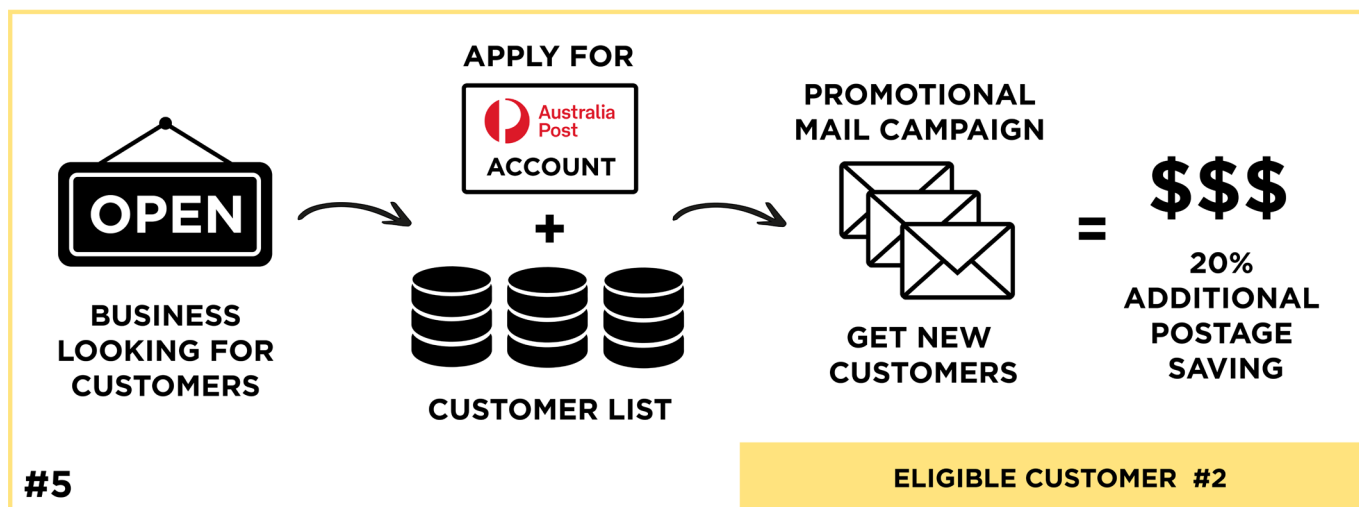 OPEN
BUSINESS
LOOKING FOR
CUSTOMERS
APPLY FOR
Australia
Post
ACCOUNT
+
CUSTOMER LIST
PROMOTIONAL
MAIL CAMPAIGN
GET NEW
CUSTOMERS
=
$$$
20%
ADDITIONAL
POSTAGE
SAVING
#5
ELIGIBLE CUSTOMER #2